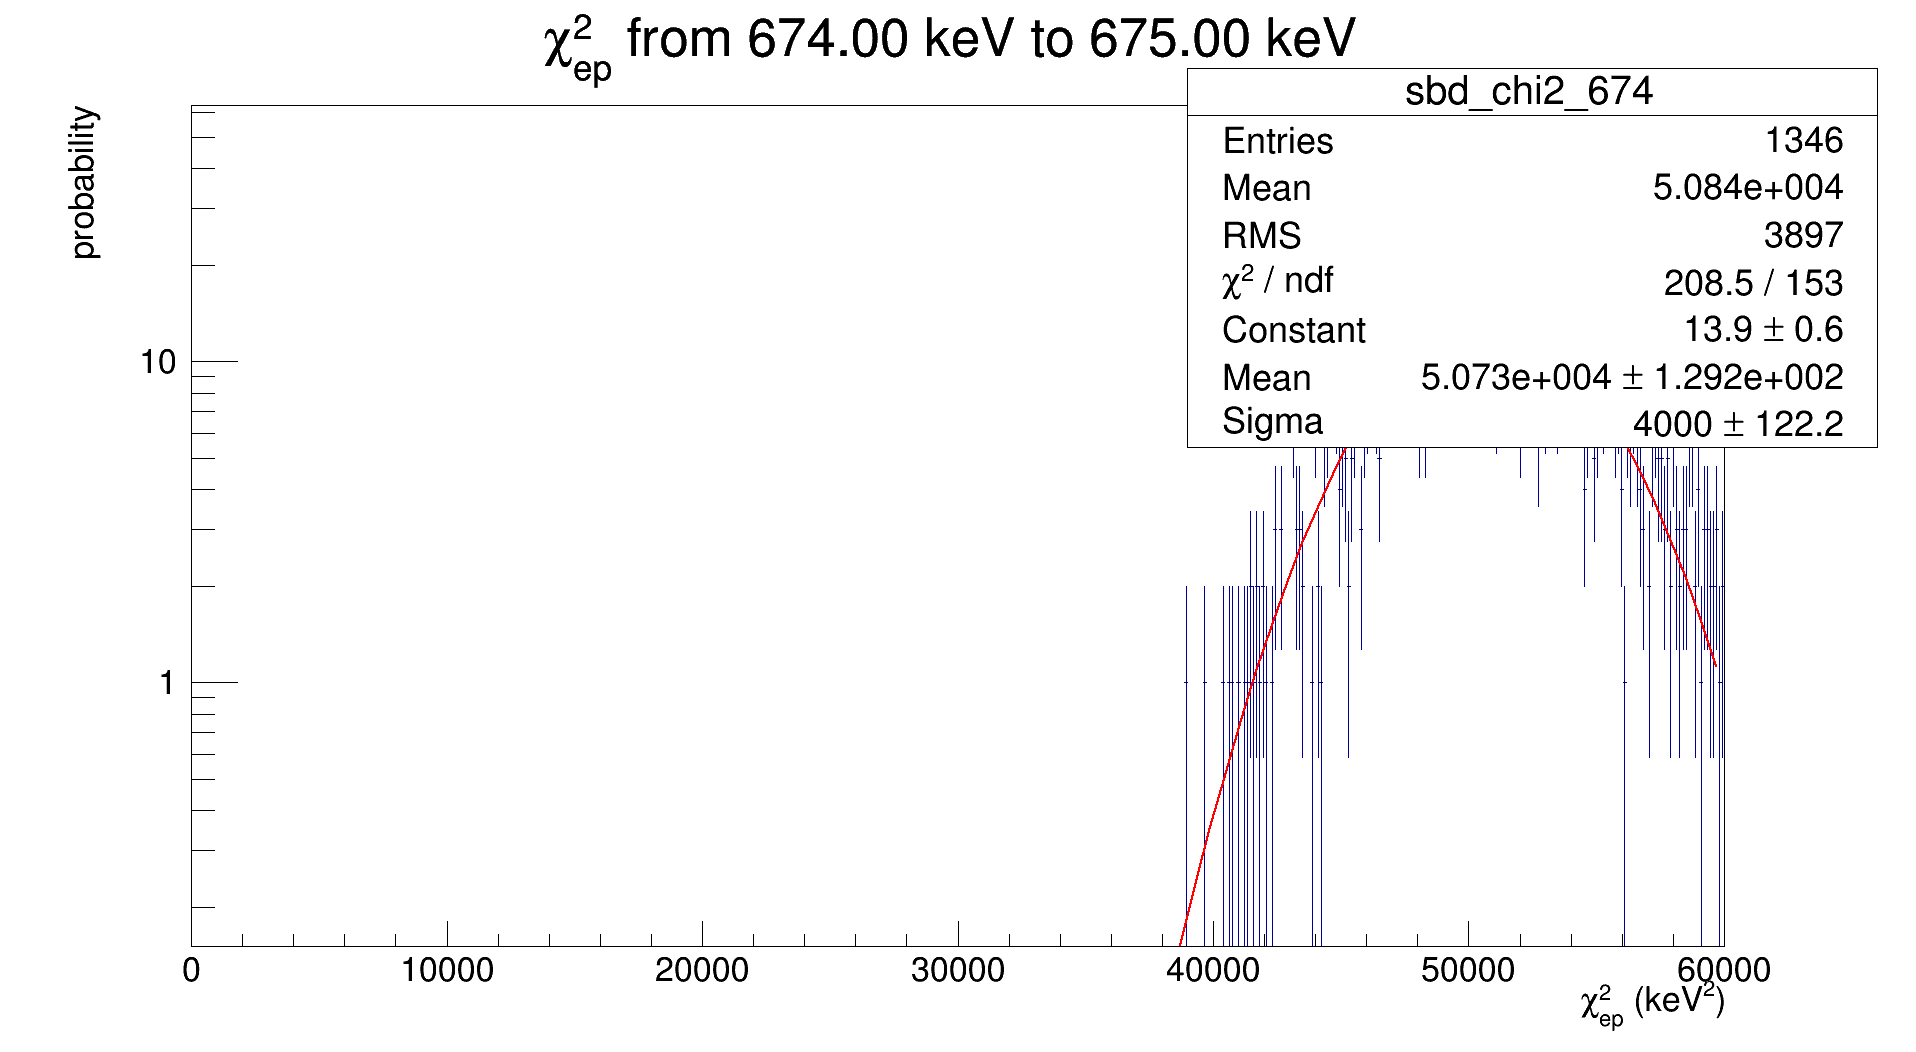 χ²ep from 674.00 keV to 675.00 keV
probability
sbd_chi2_674
Entries 1346
Mean 5.084e+004
RMS 3897
χ² / ndf 208.5 / 153
Constant 13.9 ± 0.6
Mean 5.073e+004 ± 1.292e+002
Sigma 4000 ± 122.2
10
1
0 10000 20000 30000 40000 50000 60000
χ²ep (keV²)